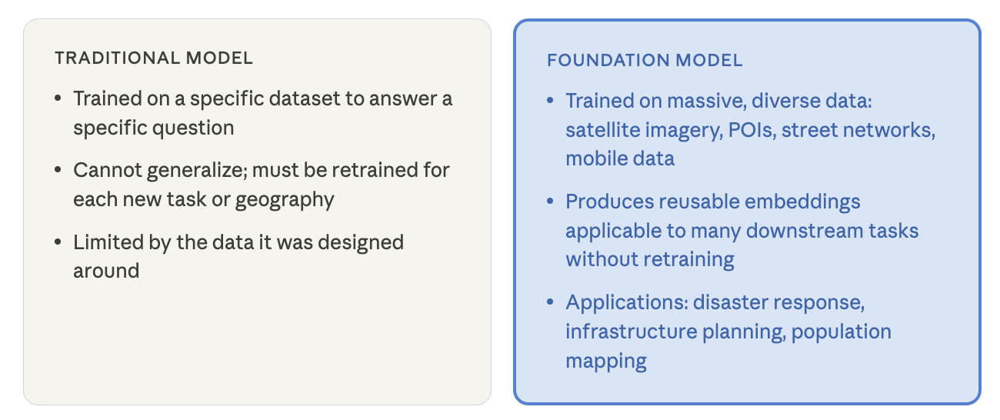 TRADITIONAL MODEL
• Trained on a specific dataset to answer a
specific question
• Cannot generalize; must be retrained for
each new task or geography
• Limited by the data it was designed
around
FOUNDATION MODEL
• Trained on massive, diverse data:
satellite imagery, POIs, street networks,
mobile data
• Produces reusable embeddings
applicable to many downstream tasks
without retraining
• Applications: disaster response,
infrastructure planning, population
mapping